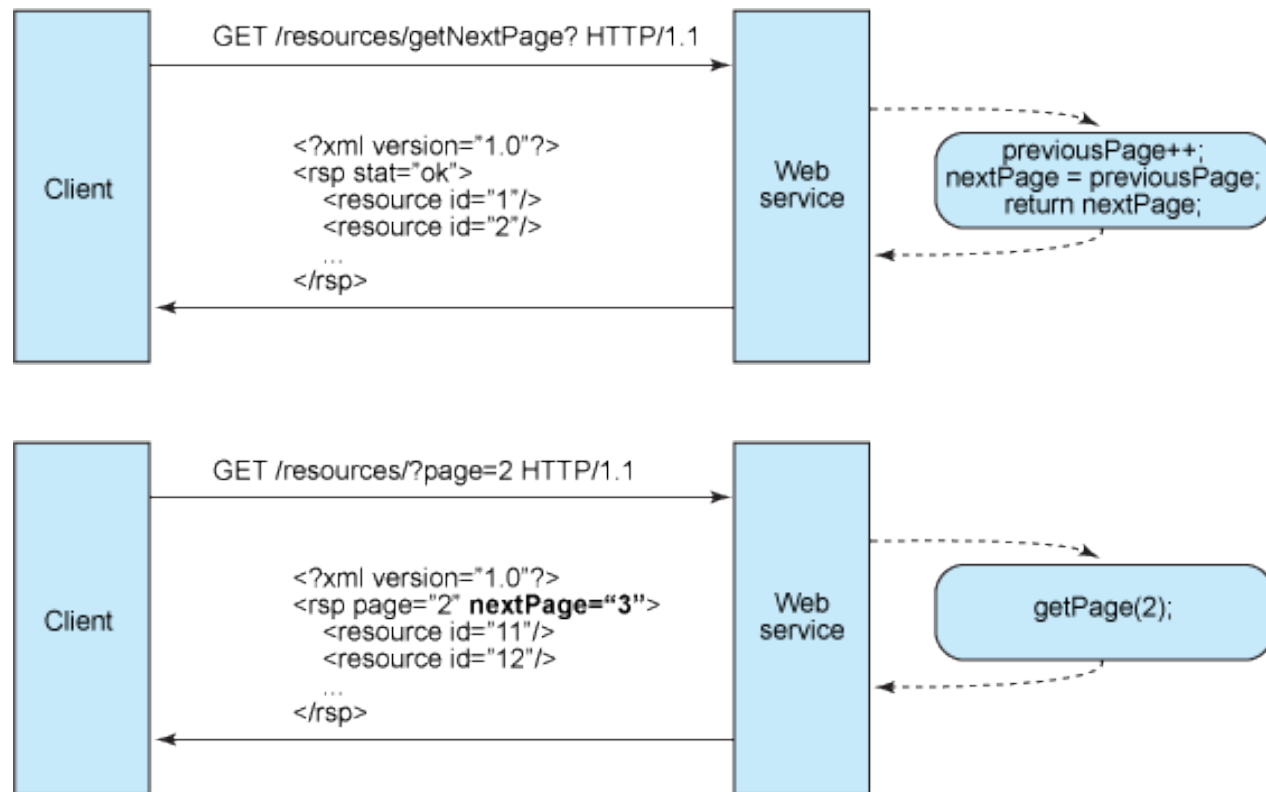 GET /resources/getNextPage? HTTP/1.1
Client
<?xml version="1.0"?>
<rsp stat="ok">
<resource id="1"/>
<resource id="2"/>
...
</rsp>
Web
service
previousPage++;
nextPage = previousPage;
return nextPage;
GET /resources/?page=2 HTTP/1.1
Client
<?xml version="1.0"?>
<rsp page="2" nextPage="3">
<resource id="11"/>
<resource id="12"/>
...
</rsp>
Web
service
getPage(2);